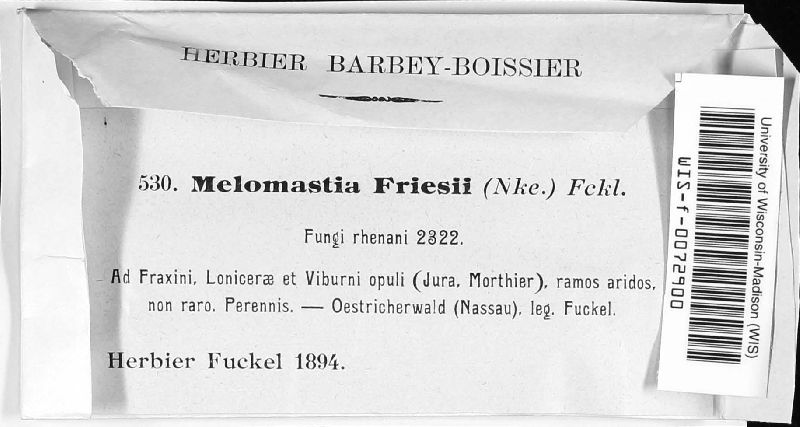 HERBIER BARBEY-BOISSIER
530. Melomastia Friesii (Nke.) Fckl.
Fungi rhenani 2322.
Ad Fraxini, Loniceræ et Viburni opuli (Jura, Morthier), ramos aridos,
non raro. Perennis. — Oestricherwald (Nassau), leg. Fuckel.
Herbier Fuckel 1894.
University of Wisconsin-Madison (WIS)
WIS-f-0072900